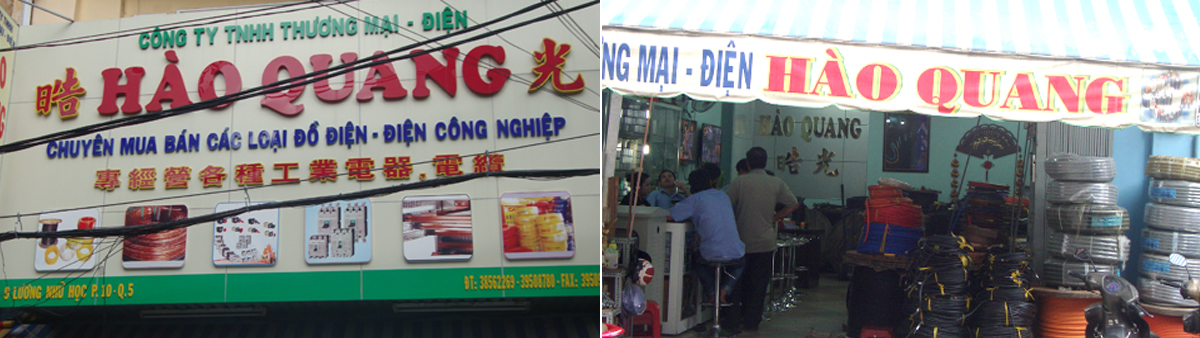 CÔNG TY TNHH THƯƠNG MẠI - ĐIỆN
皓 HÀO QUANG 光
CHUYÊN MUA BÁN CÁC LOẠI ĐỒ ĐIỆN - ĐIỆN CÔNG NGHIỆP
專經營各種工業電器,電纜
ĐT: 38562269 - 39508780 - FAX:
5 LƯƠNG NHỮ HỌC P.10 - Q.5
NG MẠI - ĐIỆN HÀO QUANG
HÀO QUANG
皓光